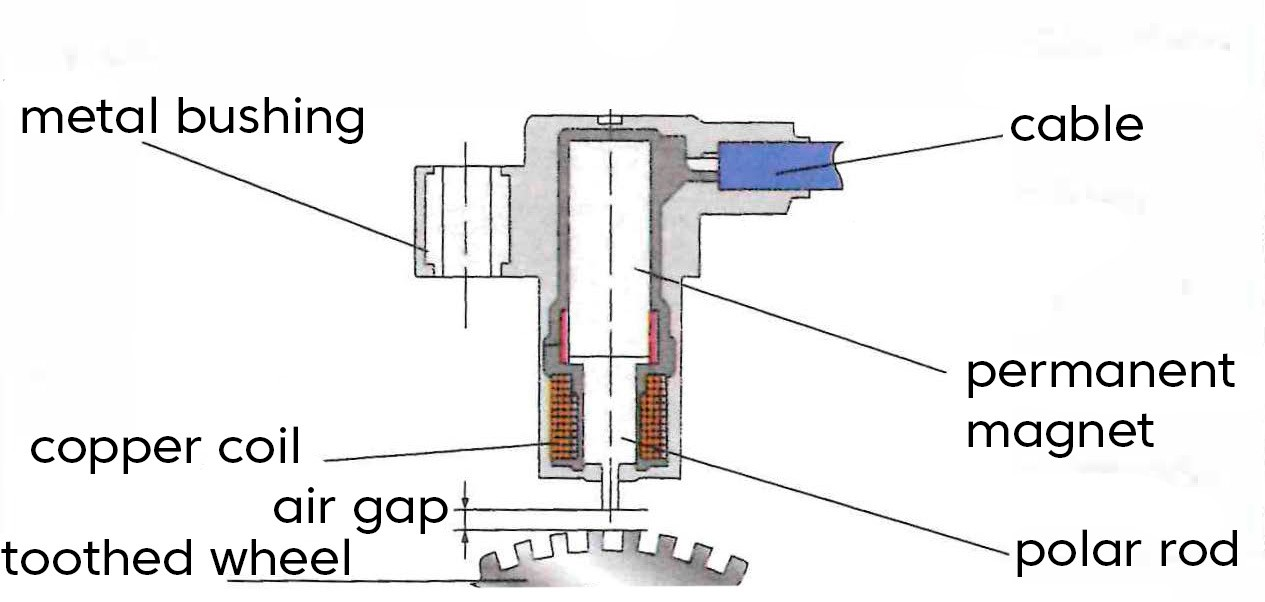 metal bushing
cable
permanent
magnet
copper coil
air gap
toothed wheel
polar rod